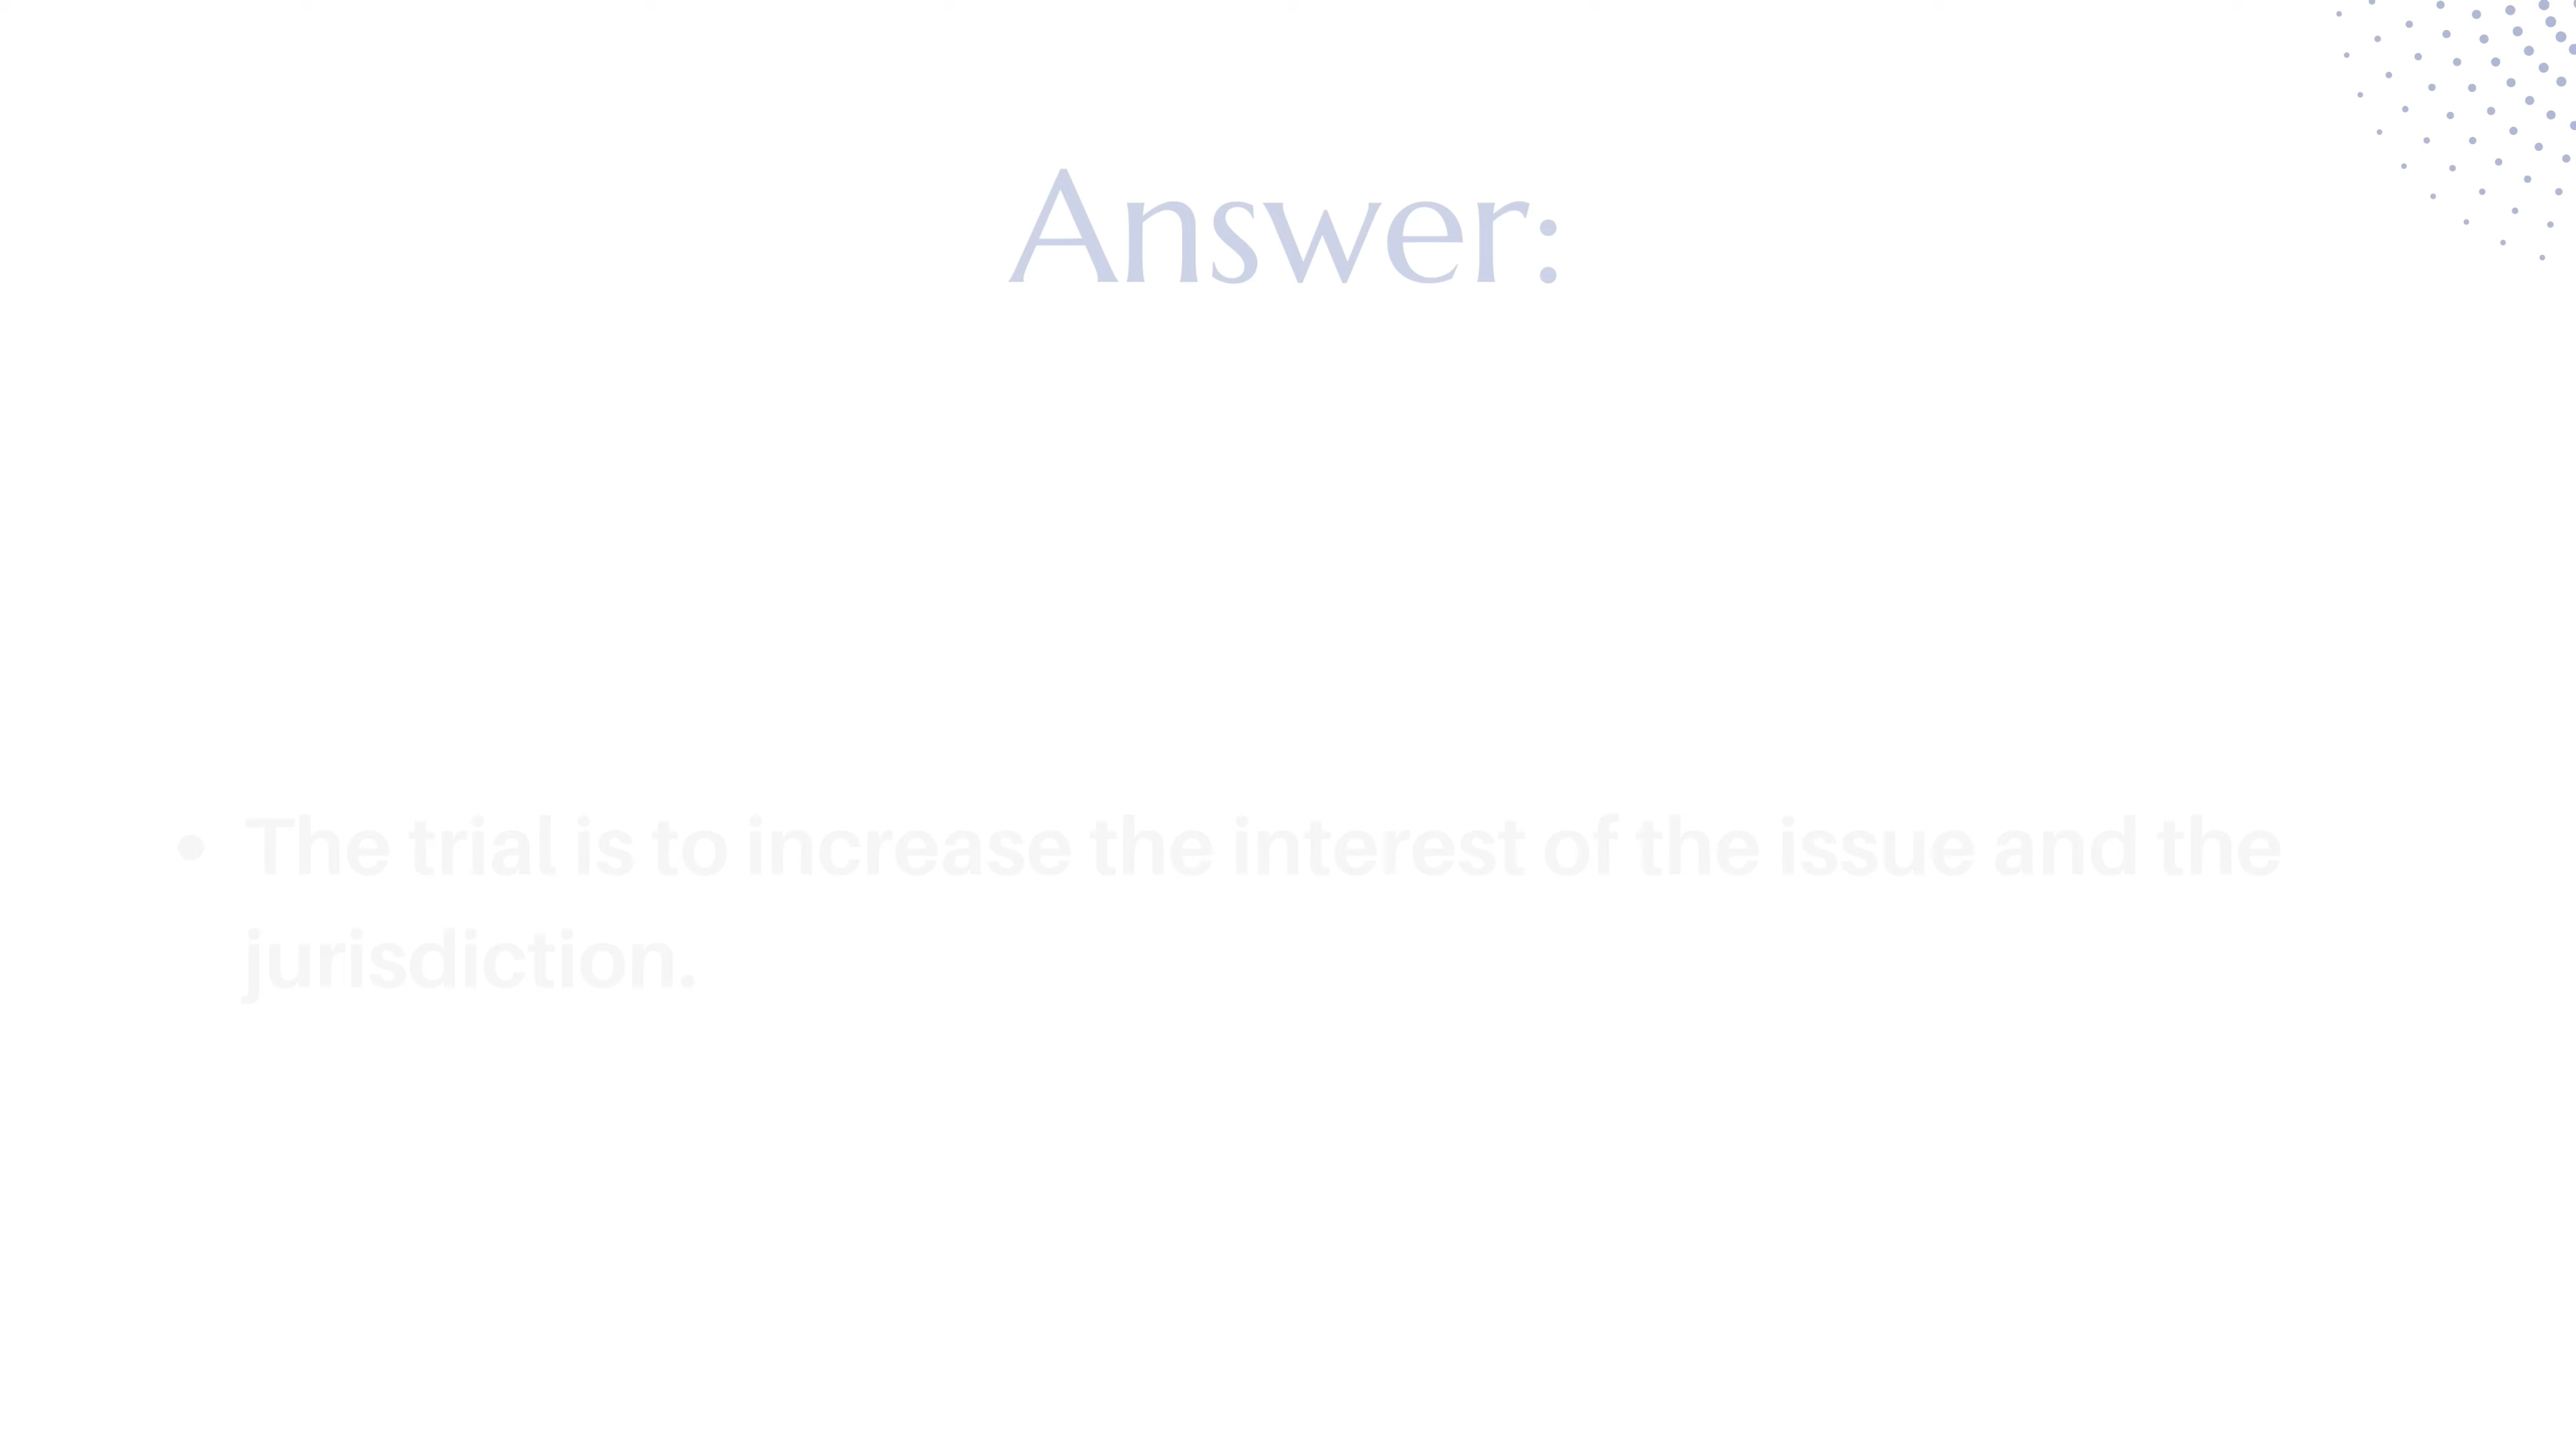 Answer:
• The trial is to increase the interest of the issue and the
jurisdiction.